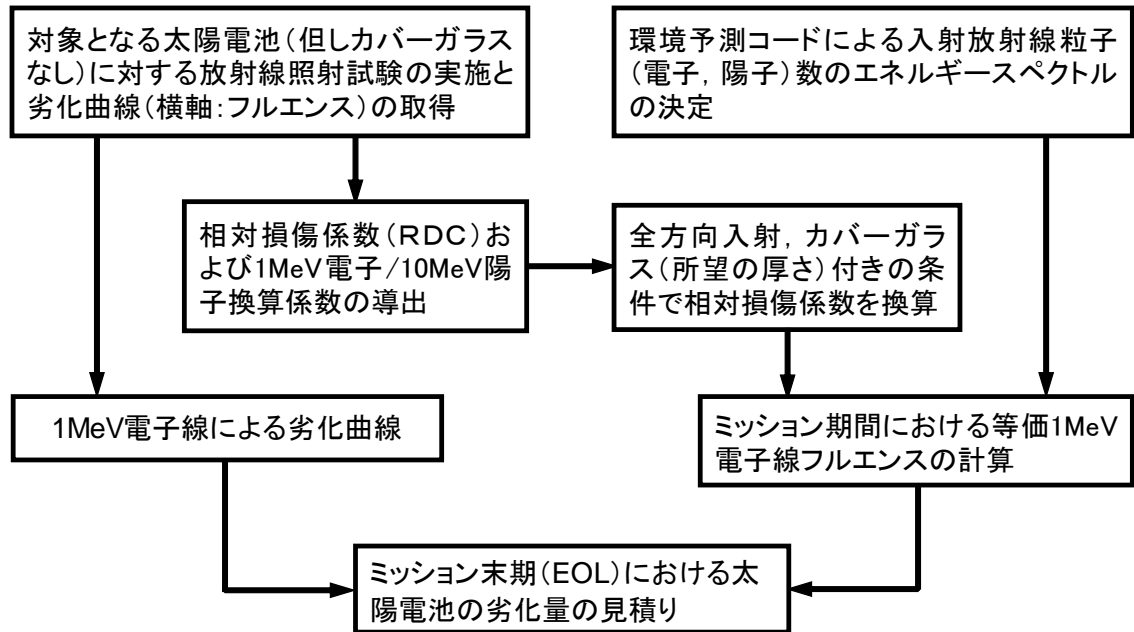 対象となる太陽電池(但しカバーガラス
なし)に対する放射線照射試験の実施と
劣化曲線(横軸:フルエンス)の取得
環境予測コードによる入射放射線粒子
(電子, 陽子)数のエネルギースペクトル
の決定
相対損傷係数(RDC)お
よび1MeV電子/10MeV陽
子換算係数の導出
全方向入射, カバーガラ
ス(所望の厚さ)付きの条
件で相対損傷係数を換算
1MeV電子線による劣化曲線
ミッション期間における等価1MeV
電子線フルエンスの計算
ミッション末期(EOL)における太
陽電池の劣化量の見積り